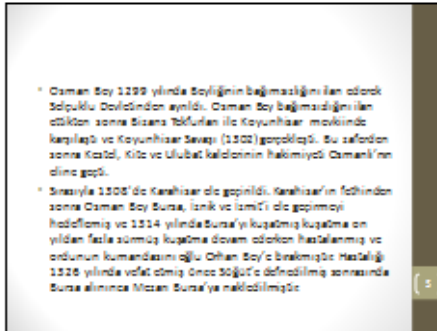 • Osman Bey 1299 yılında Beyliğinin bağımsızlığını ilan ederek
Selçuklu Devletinden ayrıldı. Osman Bey bağımsızlığını ilan
ettikten sonra Bizans Tekfurları ile Koyunhisar mevkiinde
karşılaştı ve Koyunhisar Savaşı (1302) gerçekleşti. Bu zaferden
sonra Kestel, Kite ve Ulubat kalelerinin hakimiyeti Osmanlı'nın
eline geçti.
• Sırasıyla 1308'de Karahisar ele geçirildi. Karahisar'ın fethinden
sonra Osman Bey Bursa, İznik ve İzmit'i ele geçirmeyi
hedeflemiş ve 1314 yılında Bursa'yı kuşatmış kuşatma on
yıldan fazla sürmüş kuşatma devam ederken hastalanmış ve
ordunun kumandasını oğlu Orhan Bey'e bırakmıştır. Hastalığı
1326 yılında vefat etmiş önce Söğüt'e defnedilmiş sonrasında
Bursa alınınca Mezarı Bursa'ya nakledilmiştir.
5